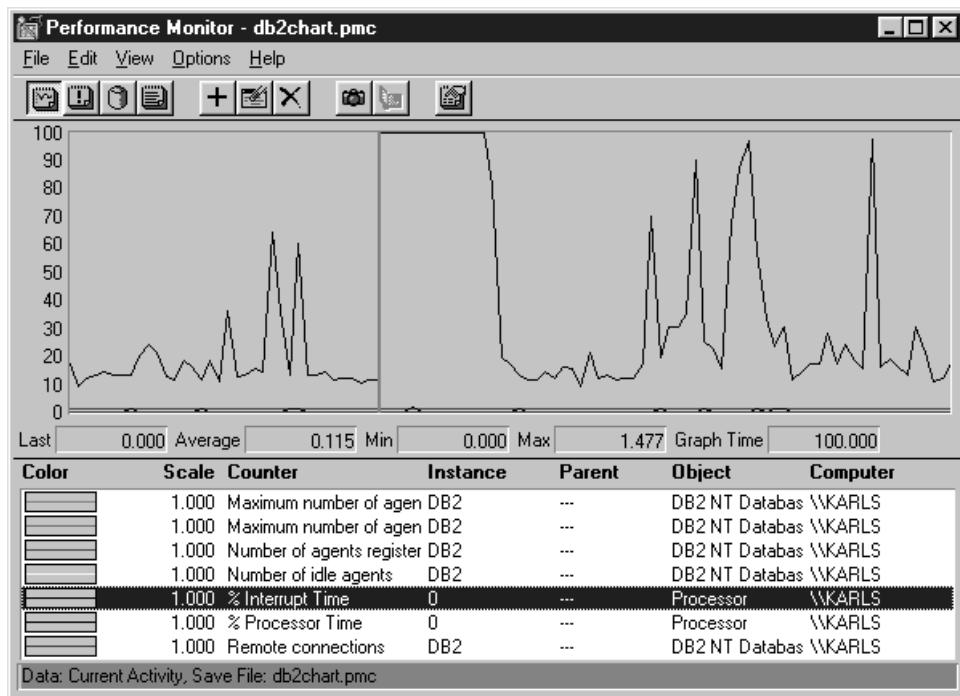 Performance Monitor - db2chart.pmc
File Edit View Options Help
100
90
80
70
60
50
40
30
20
10
0
Last 0.000 Average 0.115 Min 0.000 Max 1.477 Graph Time 100.000
Color Scale Counter Instance Parent Object Computer
1.000 Maximum number of agen DB2 --- DB2 NT Databas \\KARLS
1.000 Maximum number of agen DB2 --- DB2 NT Databas \\KARLS
1.000 Number of agents register DB2 --- DB2 NT Databas \\KARLS
1.000 Number of idle agents DB2 --- DB2 NT Databas \\KARLS
1.000 % Interrupt Time 0 --- Processor \\KARLS
1.000 % Processor Time 0 --- Processor \\KARLS
1.000 Remote connections DB2 --- DB2 NT Databas \\KARLS
Data: Current Activity, Save File: db2chart.pmc